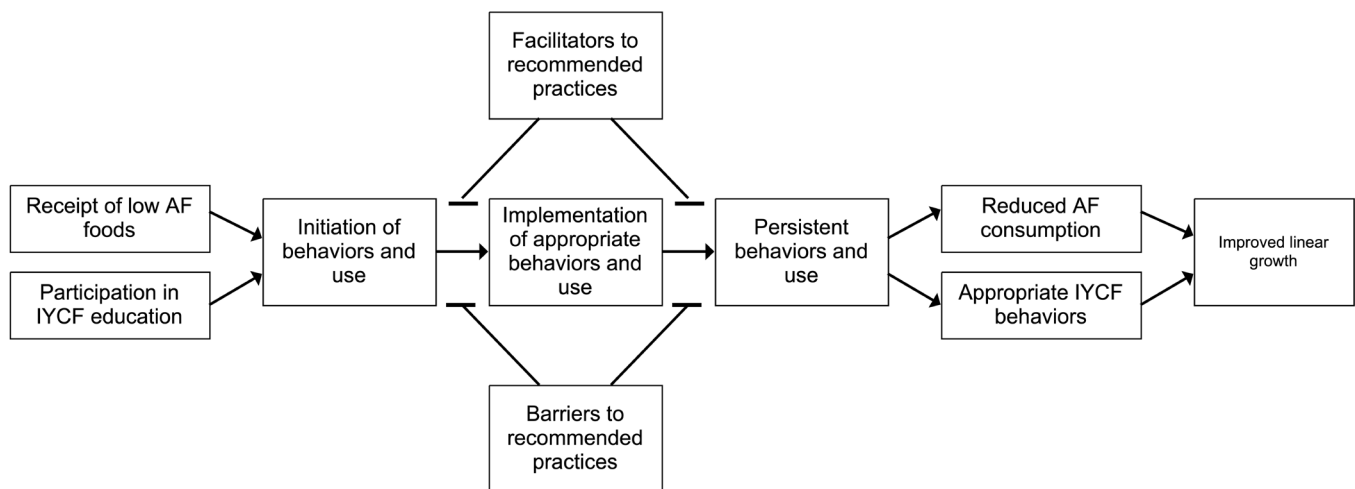 Facilitators to
recommended
practices
Receipt of low AF
foods
Participation in
IYCF education
Initiation of
behaviors and
use
Implementation
of appropriate
behaviors and
use
Persistent
behaviors and
use
Reduced AF
consumption
Appropriate IYCF
behaviors
Improved linear
growth
Barriers to
recommended
practices